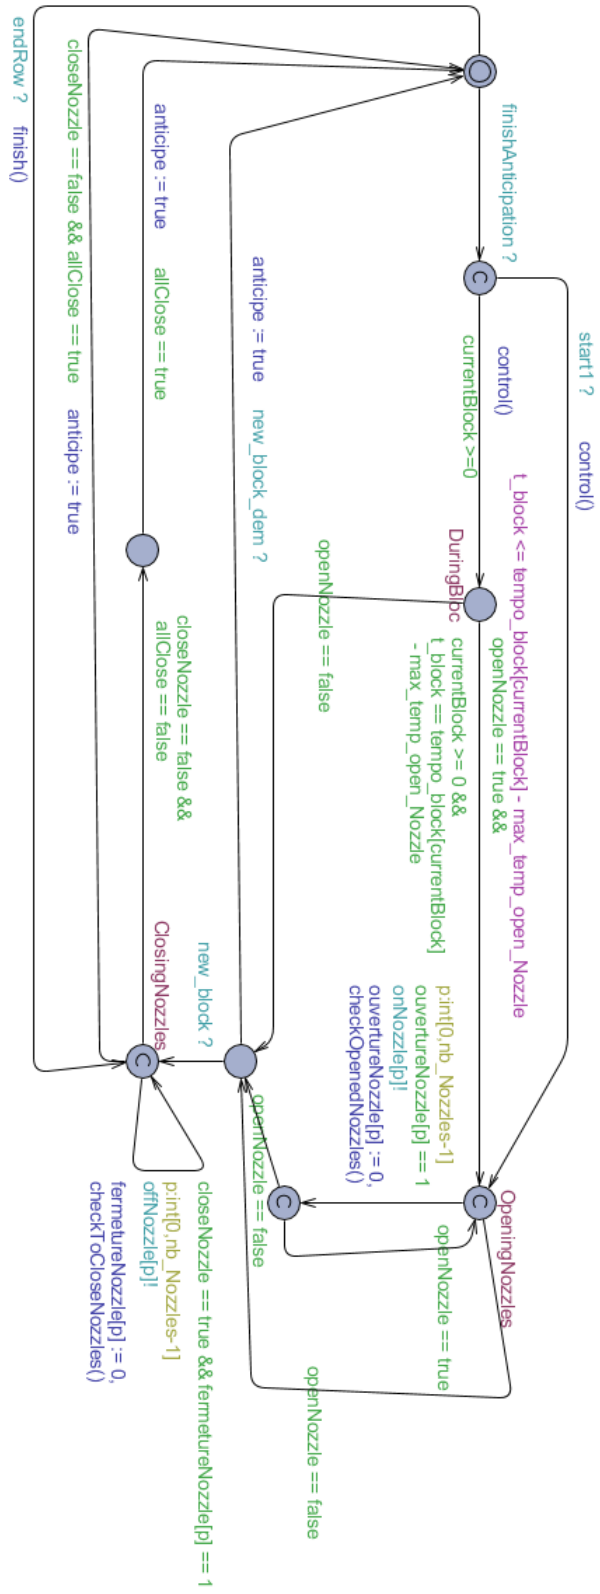 start1 ?
control()
finishAnticipation ?
control()
currentBlock >=0
t_block <= tempo_block[currentBlock] - max_temp_open_Nozzle
DuringBloc
openNozzle == true &&
currentBlock >= 0 &&
t_block == tempo_block[currentBlock]
- max_temp_open_Nozzle
OpeningNozzles
p:int[0,nb_Nozzles-1]
ouvertureNozzle[p] == 1
onNozzle[p]!
ouvertureNozzle[p] := 0,
checkOpenedNozzles()
openNozzle == true
openNozzle == false
openNozzle == false
openNozzle == false
anticipe := true
new_block_dem ?
new_block ?
anticipe := true
allClose == true
closeNozzle == false &&
allClose == false
ClosingNozzles
closeNozzle == true && fermetureNozzle[p] == 1
p:int[0,nb_Nozzles-1]
offNozzle[p]!
fermetureNozzle[p] := 0,
checkToCloseNozzles()
closeNozzle == false && allClose == true
anticipe := true
endRow ?
finish()
C
C
C
C